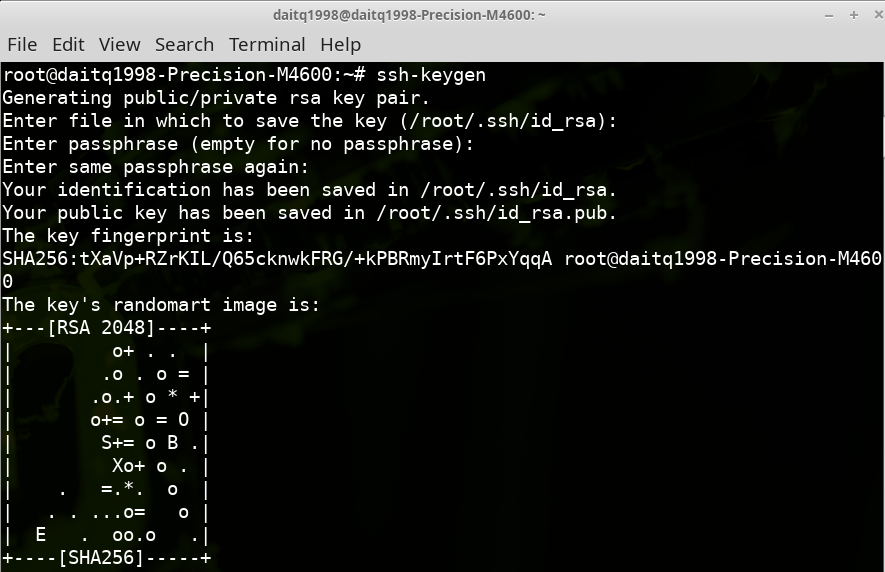 daitq1998@daitq1998-Precision-M4600: ~
File Edit View Search Terminal Help
root@daitq1998-Precision-M4600:~# ssh-keygen
Generating public/private rsa key pair.
Enter file in which to save the key (/root/.ssh/id_rsa):
Enter passphrase (empty for no passphrase):
Enter same passphrase again:
Your identification has been saved in /root/.ssh/id_rsa.
Your public key has been saved in /root/.ssh/id_rsa.pub.
The key fingerprint is:
SHA256:tXaVp+RZrKIL/Q65cknwkFRG/+kPBRmyIrtF6PxYqqA root@daitq1998-Precision-M460
0
The key's randomart image is:
+---[RSA 2048]----+
|         o+ . .  |
|        .o . o = |
|       .o.+ o * +|
|       o+= o = O |
|        S+= o B .|
|         Xo+ o . |
|    .   =.*.  o  |
|   . . ...o=   o |
|  E   .  oo.o   .|
+----[SHA256]-----+